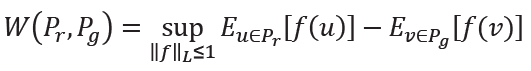 W(P_r, P_g) = sup_{‖f‖_L≤1} E_{u∈P_r}[f(u)] − E_{v∈P_g}[f(v)]